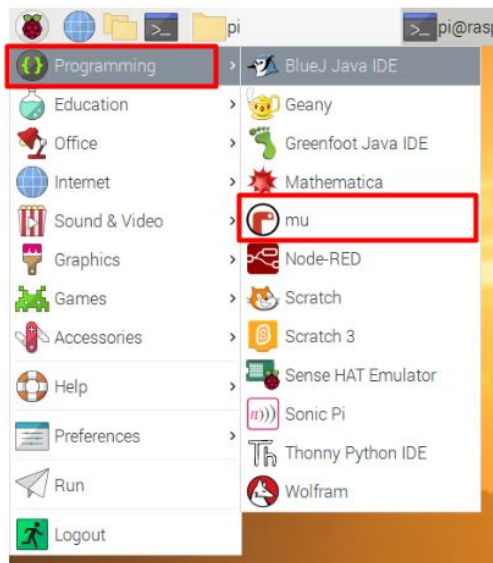 pi
pi@rasp
Programming
Education
Office
Internet
Sound & Video
Graphics
Games
Accessories
Help
Preferences
Run
Logout
BlueJ Java IDE
Geany
Greenfoot Java IDE
Mathematica
mu
Node-RED
Scratch
Scratch 3
Sense HAT Emulator
Sonic Pi
Thonny Python IDE
Wolfram